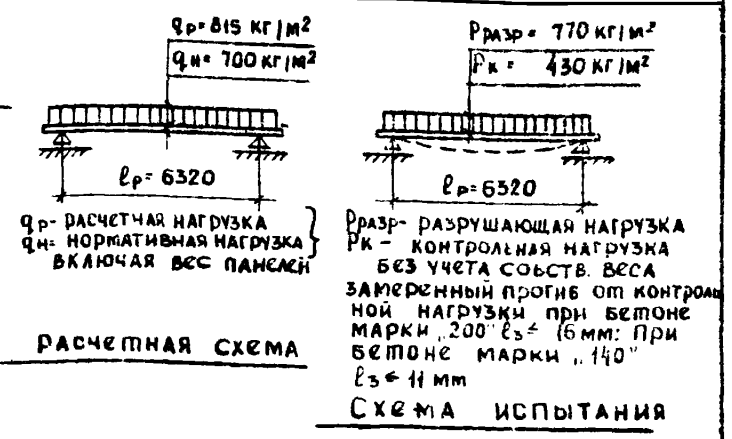 qр= 815 кг/м²
qн= 700 кг/м²
ℓр= 6320
qр- РАСЧЕТНАЯ НАГРУЗКА
qн= НОРМАТИВНАЯ НАГРУЗКА
ВКЛЮЧАЯ ВЕС ПАНЕЛЕЙ
РАСЧЕТНАЯ СХЕМА
Рразр= 770 кг/м²
Рк = 430 кг/м²
ℓр= 6320
Рразр- РАЗРУШАЮЩАЯ НАГРУЗКА
Рк - КОНТРОЛЬНАЯ НАГРУЗКА
БЕЗ УЧЕТА СОБСТВ. ВЕСА
ЗАМЕРЕННЫЙ ПРОГИБ ОТ КОНТРОЛЬ
НОЙ НАГРУЗКИ ПРИ БЕТОНЕ
МАРКИ „200" ℓз≤ 16 мм: ПРИ
БЕТОНЕ МАРКИ „140"
ℓз≤ 11 мм
СХЕМА ИСПЫТАНИЯ